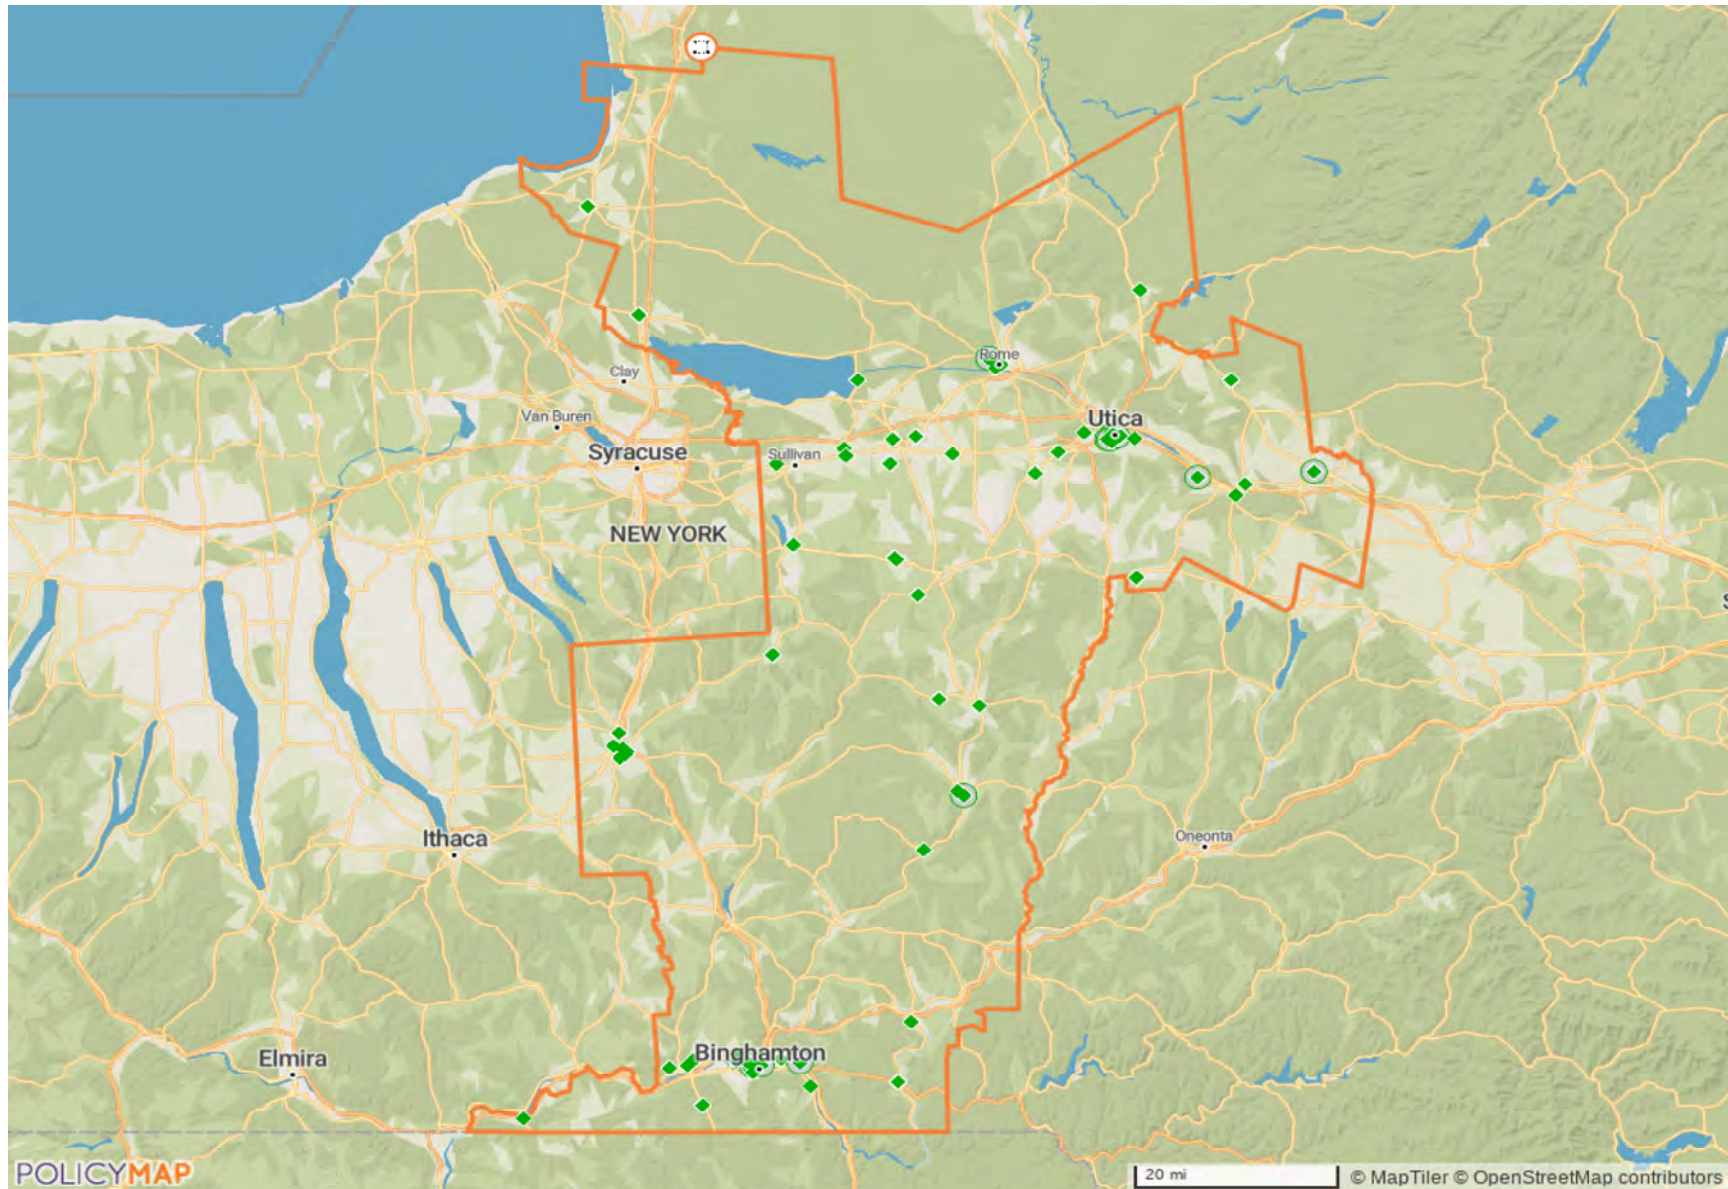 Rome
Clay
Van Buren
Utica
Syracuse
Sullivan
NEW YORK
Ithaca
Oneonta
Elmira
Binghamton
POLICYMAP
20 mi
© MapTiler © OpenStreetMap contributors